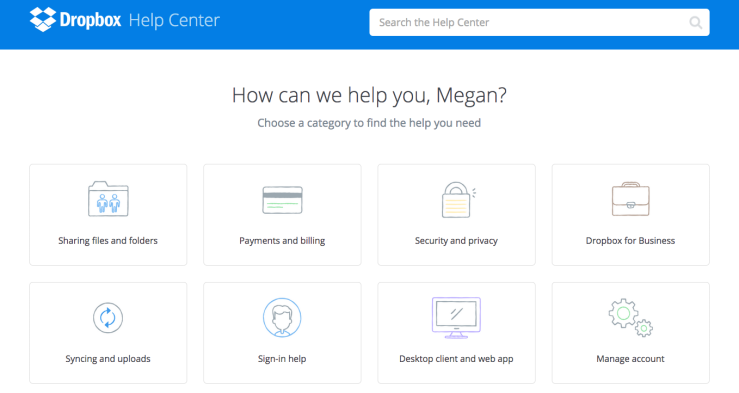 Dropbox Help Center
Search the Help Center
How can we help you, Megan?
Choose a category to find the help you need
Sharing files and folders
Payments and billing
Security and privacy
Dropbox for Business
Syncing and uploads
Sign-in help
Desktop client and web app
Manage account